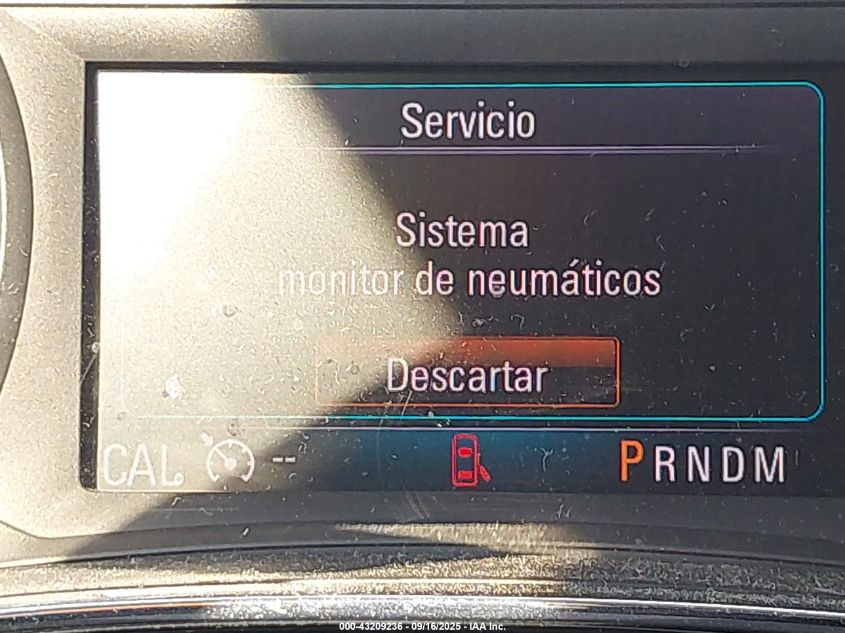 Servicio
Sistema
monitor de neumáticos
Descartar
CAL -- PRNDM
000-43209236 - 09/16/2025 - IAA Inc.